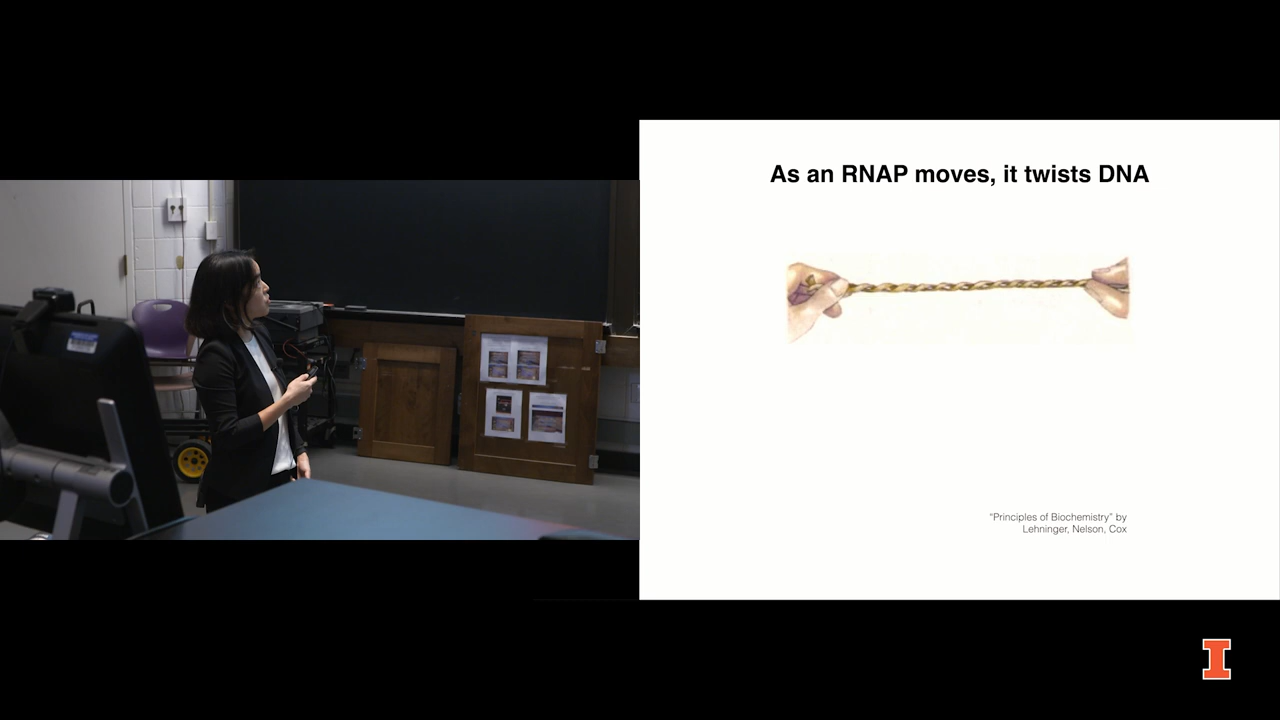 As an RNAP moves, it twists DNA
“Principles of Biochemistry” by
Lehninger, Nelson, Cox
I